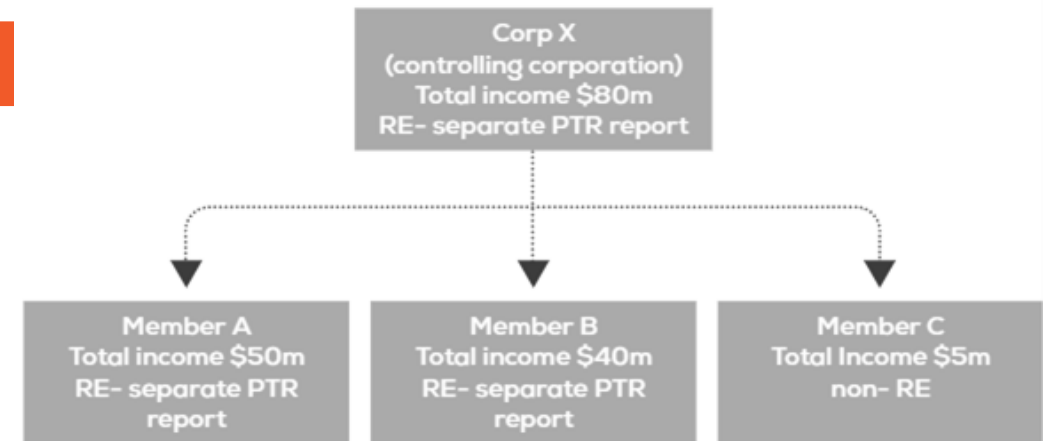 Corp X
(controlling corporation)
Total income $80m
RE- separate PTR report
Member A
Total income $50m
RE- separate PTR
report
Member B
Total income $40m
RE- separate PTR
report
Member C
Total Income $5m
non- RE